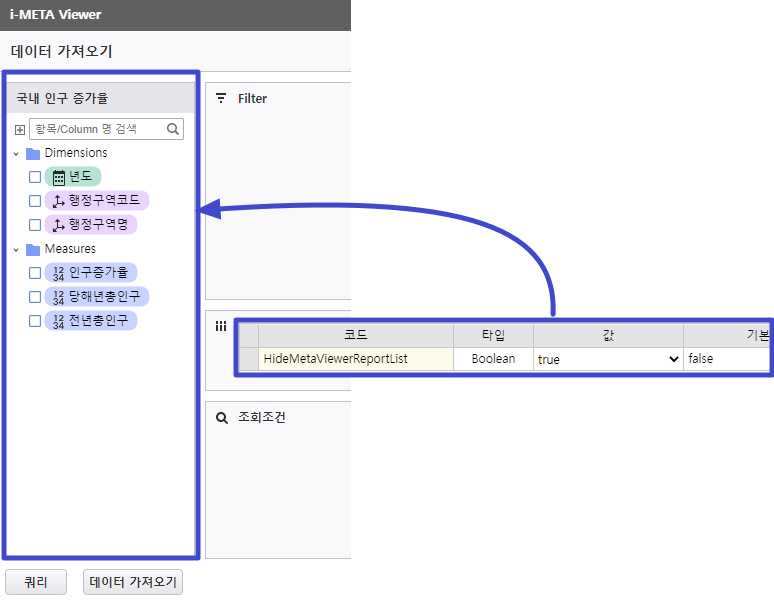 i-META Viewer
데이터 가져오기
국내 인구 증가율
항목/Column 명 검색
Dimensions
년도
행정구역코드
행정구역명
Measures
1234 인구증가율
1234 당해년총인구
1234 전년총인구
Filter
코드 타입 값 기본
HideMetaViewerReportList Boolean true false
조회조건
쿼리 데이터 가져오기